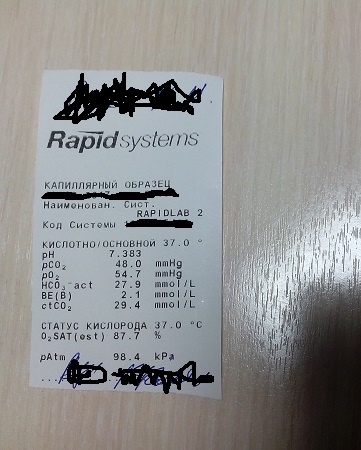 Rapidsystems
КАПИЛЛЯРНЫЙ ОБРАЗЕЦ
Наименован. Сист.
RAPIDLAB 2
Код Системы
КИСЛОТНО/ОСНОВНОЙ 37.0 °
pH 7.383
pCO₂ 48.0 mmHg
pO₂ 54.7 mmHg
HCO₃⁻act 27.9 mmol/L
BE(B) 2.1 mmol/L
ctCO₂ 29.4 mmol/L
СТАТУС КИСЛОРОДА 37.0 °C
O₂SAT(est) 87.7 %
pAtm 98.4 kPa